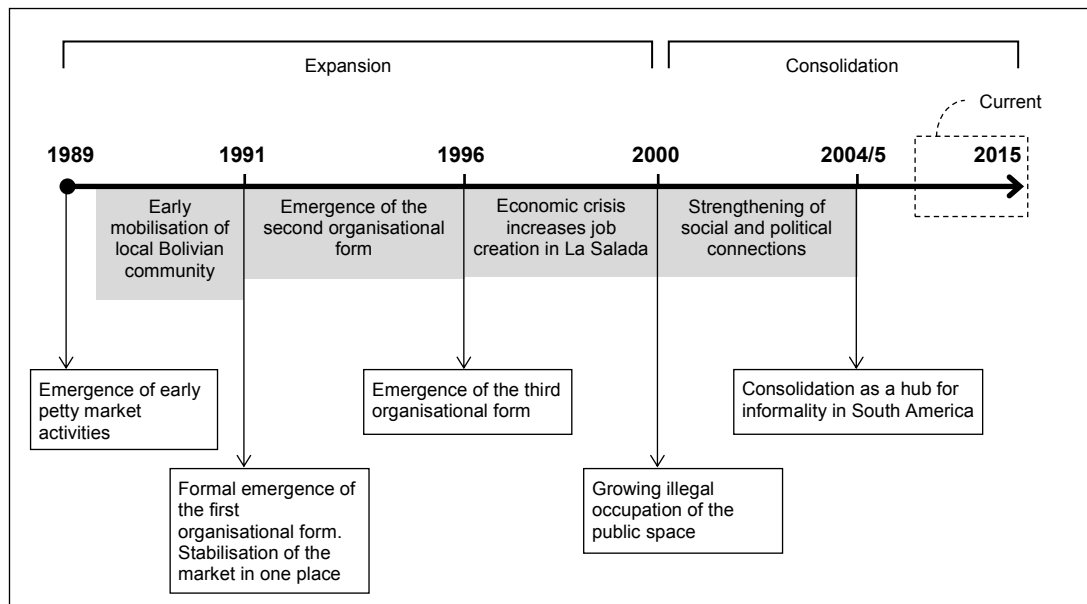 Expansion
Consolidation
Current
1989
1991
1996
2000
2004/5
2015
Early
mobilisation of
local Bolivian
community
Emergence of the
second organisational
form
Economic crisis
increases job
creation in La Salada
Strengthening of
social and political
connections
Emergence of early
petty market
activities
Formal emergence of
the first
organisational form.
Stabilisation of the
market in one place
Emergence of the third
organisational form
Growing illegal
occupation of the
public space
Consolidation as a hub for
informality in South America